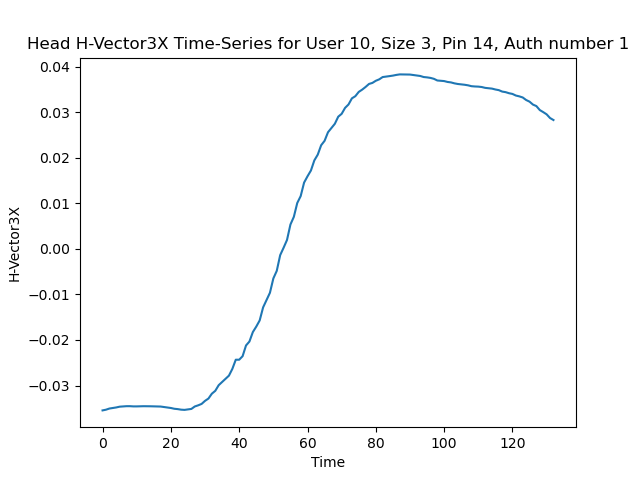 Head H-Vector3X Time-Series for User 10, Size 3, Pin 14, Auth number 1
0.04
0.03
0.02
0.01
0.00
−0.01
−0.02
−0.03
H-Vector3X
0 20 40 60 80 100 120
Time